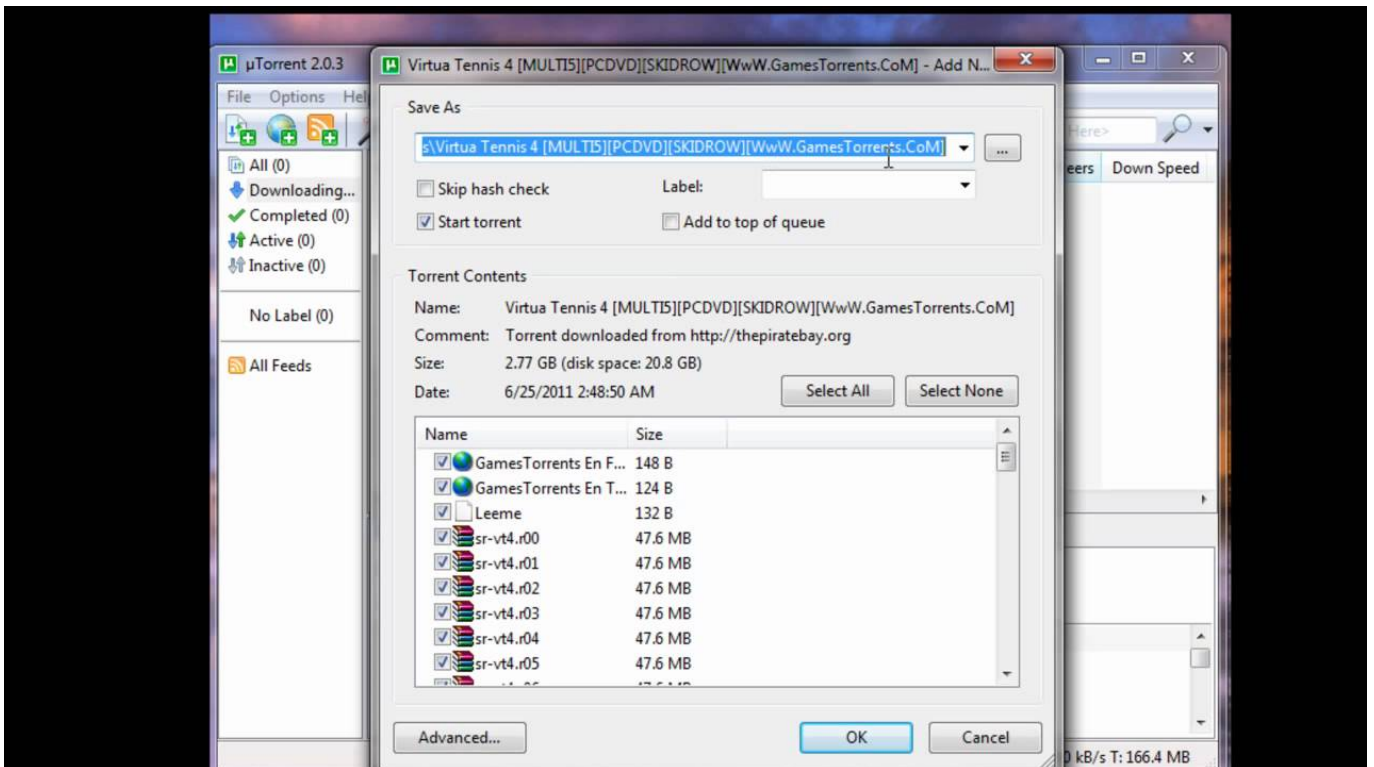 µTorrent 2.0.3
Virtua Tennis 4 [MULTI5][PCDVD][SKIDROW][WwW.GamesTorrents.CoM] - Add N...
File Options Hel
Save As
s\Virtua Tennis 4 [MULTI5][PCDVD][SKIDROW][WwW.GamesTorrents.CoM]
...
Here>
All (0)
Downloading...
Completed (0)
Active (0)
Inactive (0)
No Label (0)
All Feeds
Skip hash check
Label:
Start torrent
Add to top of queue
eers Down Speed
Torrent Contents
Name: Virtua Tennis 4 [MULTI5][PCDVD][SKIDROW][WwW.GamesTorrents.CoM]
Comment: Torrent downloaded from http://thepiratebay.org
Size: 2.77 GB (disk space: 20.8 GB)
Date: 6/25/2011 2:48:50 AM
Select All
Select None
Name Size
GamesTorrents En F... 148 B
GamesTorrents En T... 124 B
Leeme 132 B
sr-vt4.r00 47.6 MB
sr-vt4.r01 47.6 MB
sr-vt4.r02 47.6 MB
sr-vt4.r03 47.6 MB
sr-vt4.r04 47.6 MB
sr-vt4.r05 47.6 MB
Advanced...
OK
Cancel
kB/s T: 166.4 MB